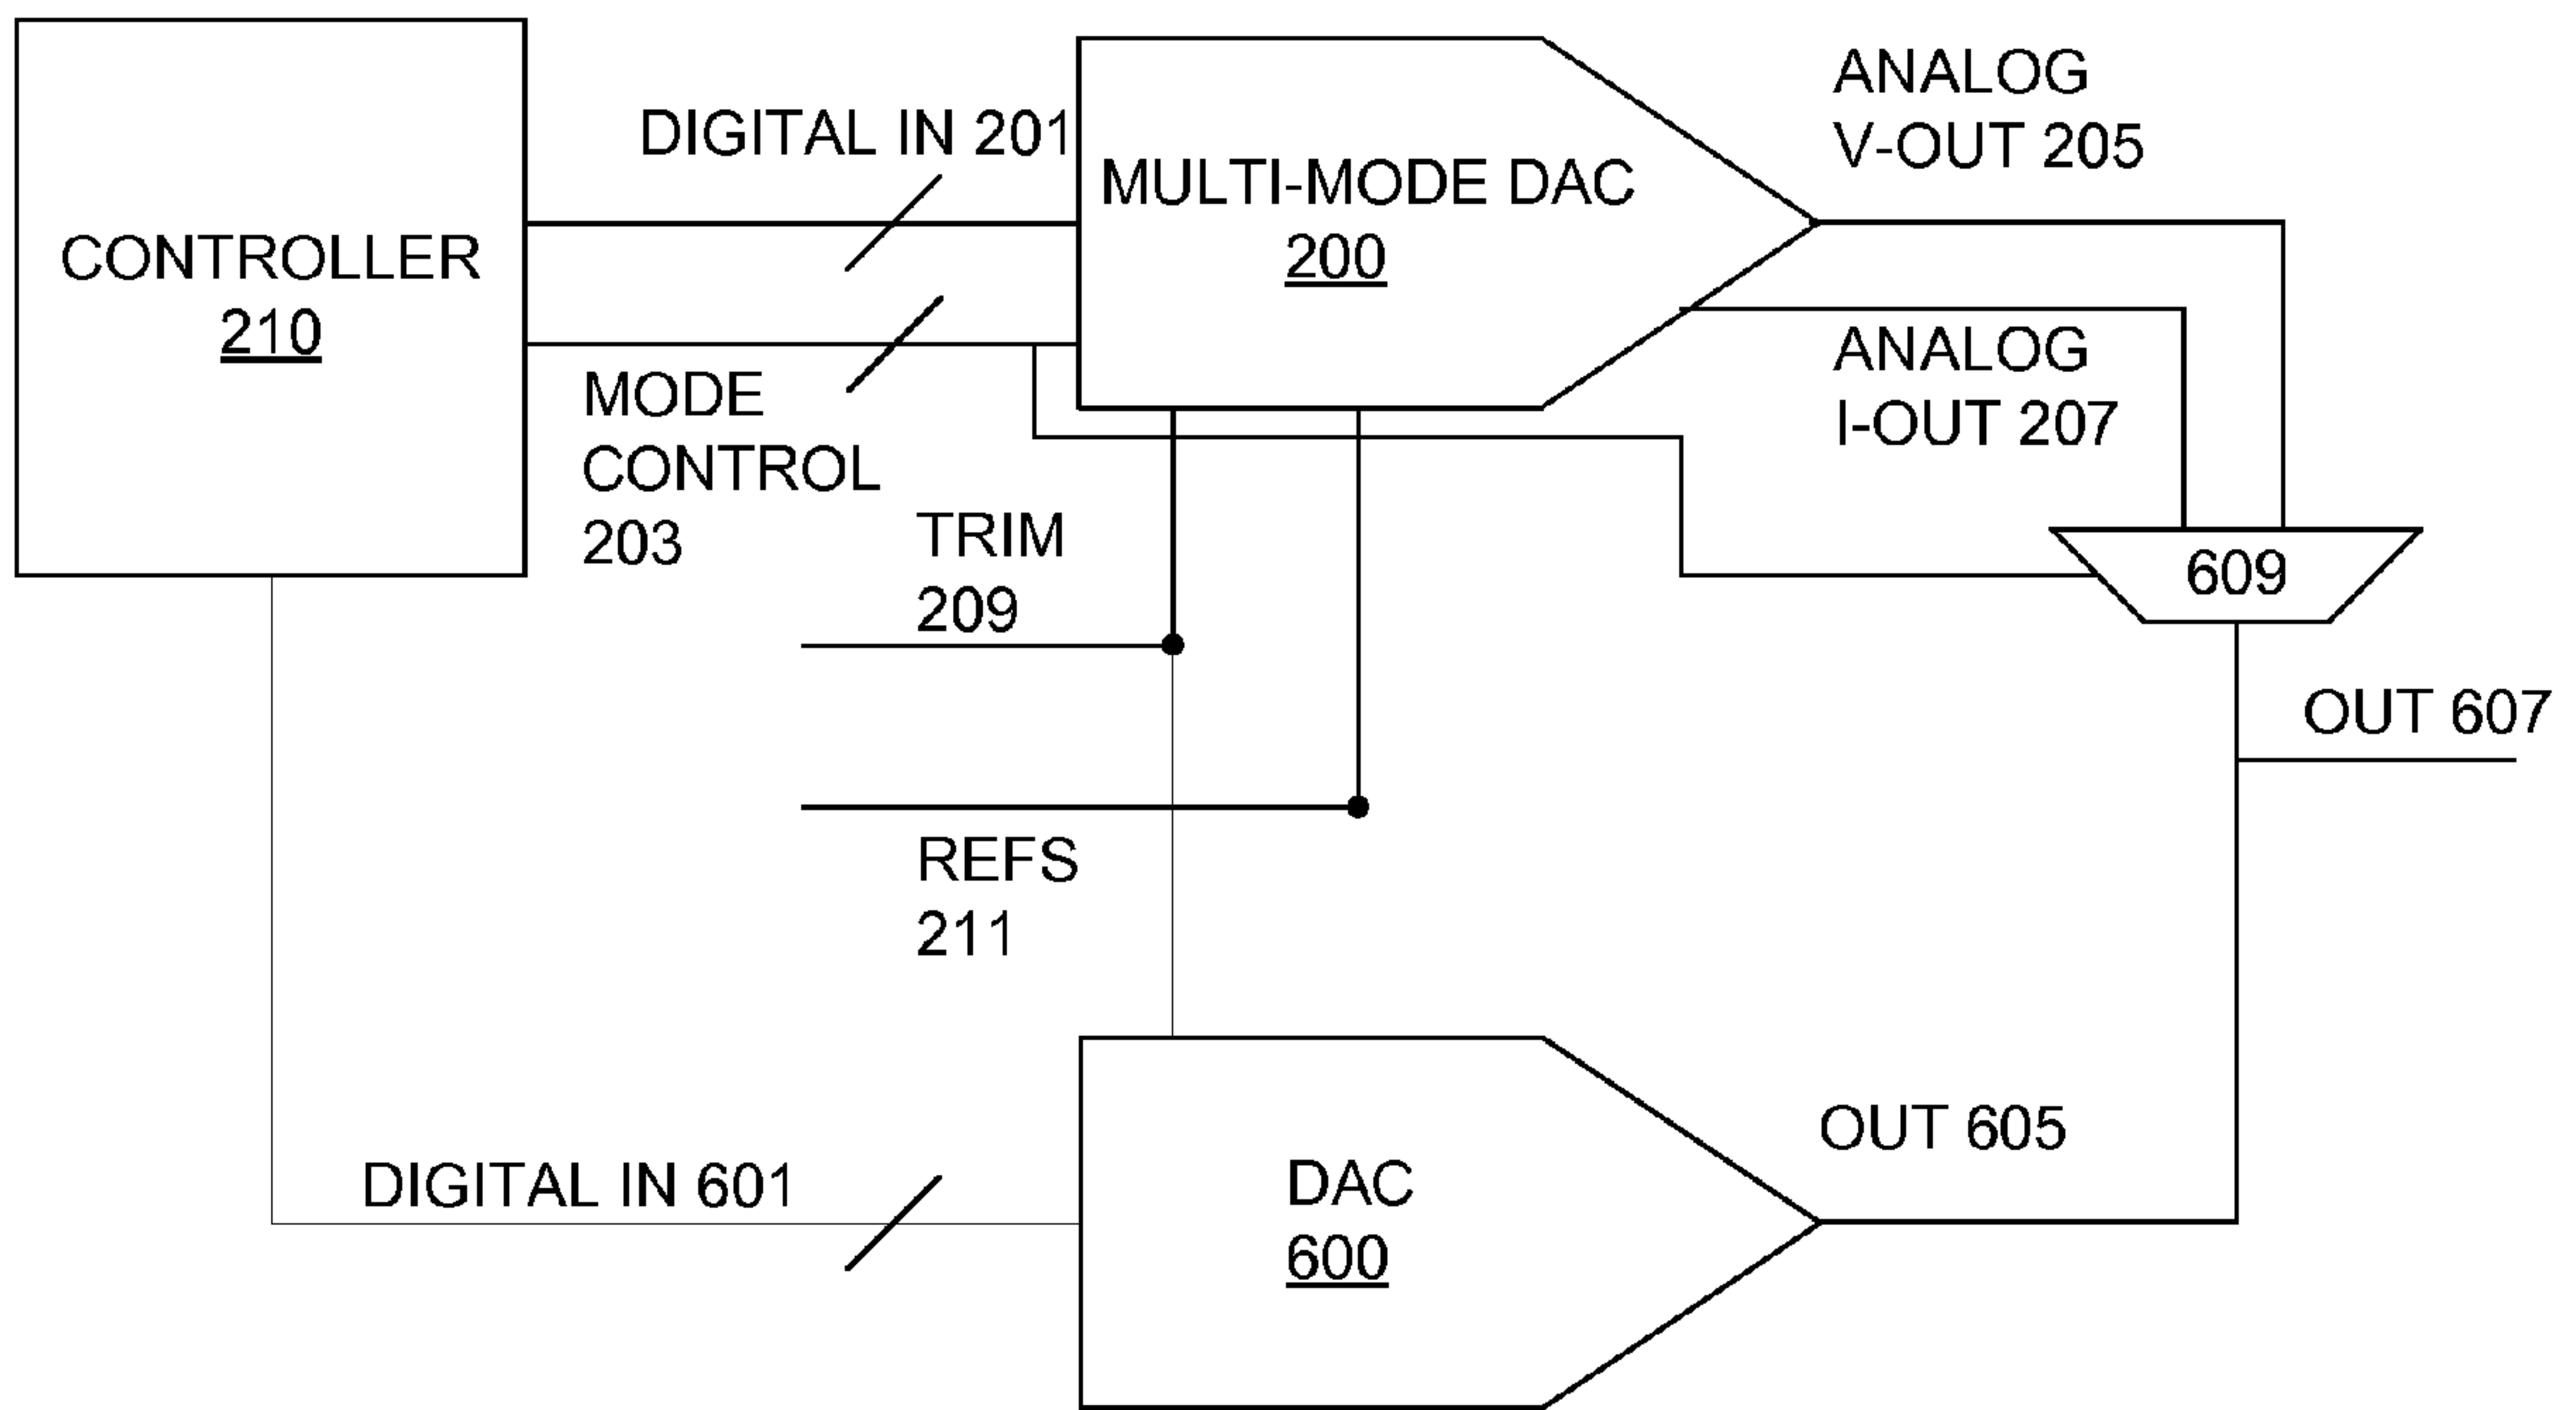 CONTROLLER
210
DIGITAL IN 201
MODE
CONTROL
203
MULTI-MODE DAC
200
ANALOG
V-OUT 205
ANALOG
I-OUT 207
TRIM
209
609
OUT 607
REFS
211
DIGITAL IN 601
DAC
600
OUT 605